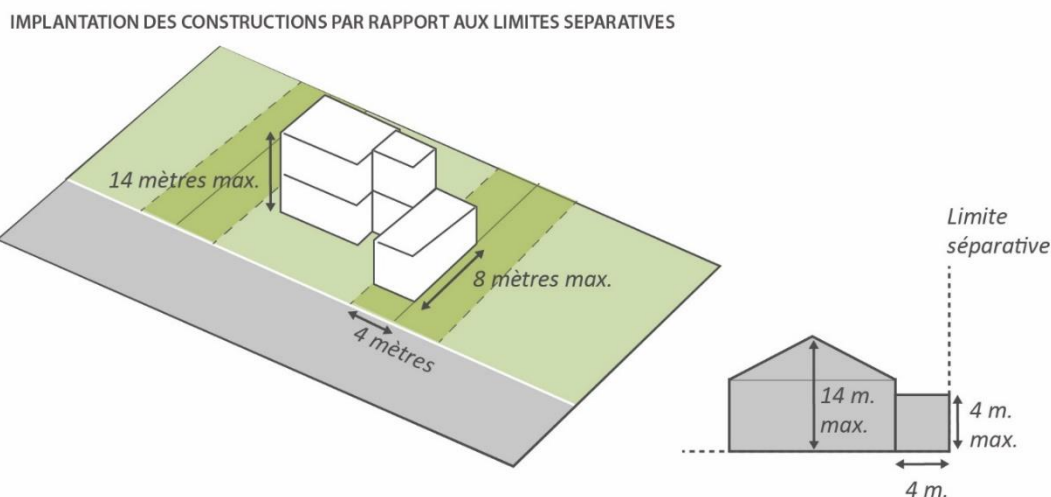 IMPLANTATION DES CONSTRUCTIONS PAR RAPPORT AUX LIMITES SEPARATIVES
14 mètres max.
8 mètres max.
4 mètres
Limite
séparative
14 m.
max.
4 m.
max.
4 m.